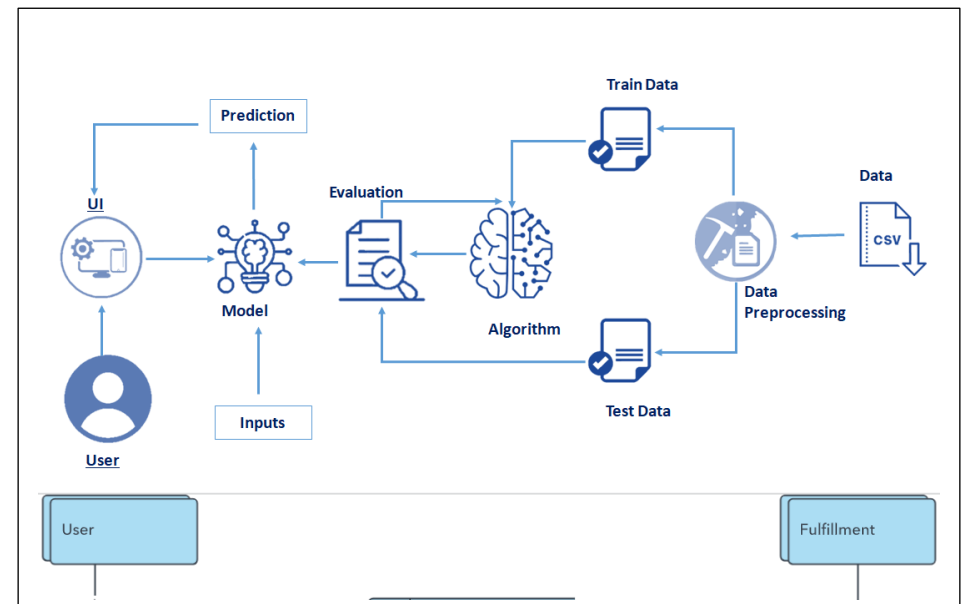 Train Data
Prediction
Data
Evaluation
UI
CSV
Model
Data
Preprocessing
Algorithm
Test Data
Inputs
User
User
Fulfillment